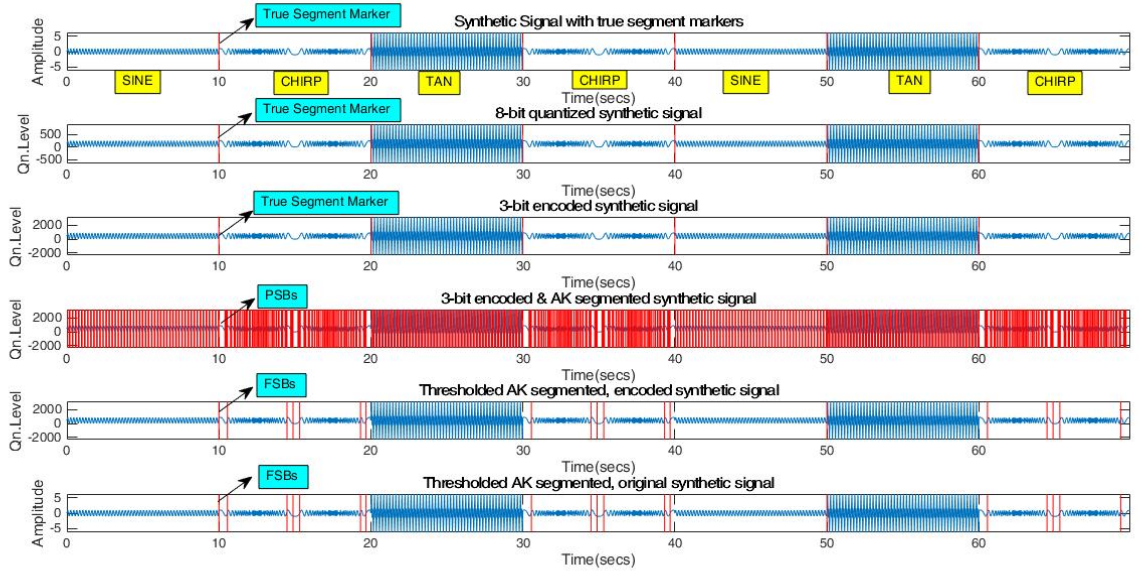 True Segment Marker
Synthetic Signal with true segment markers
Amplitude
5
0
-5
0 10 20 30 40 50 60
SINE CHIRP TAN CHIRP SINE TAN CHIRP
Time(secs)
True Segment Marker
8-bit quantized synthetic signal
Qn.Level
500
0
-500
0 10 20 30 40 50 60
Time(secs)
True Segment Marker
3-bit encoded synthetic signal
Qn.Level
2000
0
-2000
0 10 20 30 40 50 60
Time(secs)
PSBs
3-bit encoded & AK segmented synthetic signal
Qn.Level
2000
0
-2000
0 10 20 30 40 50 60
Time(secs)
FSBs
Thresholded AK segmented, encoded synthetic signal
Qn.Level
2000
0
-2000
0 10 20 30 40 50 60
Time(secs)
FSBs
Thresholded AK segmented, original synthetic signal
Amplitude
5
0
-5
0 10 20 30 40 50 60
Time(secs)